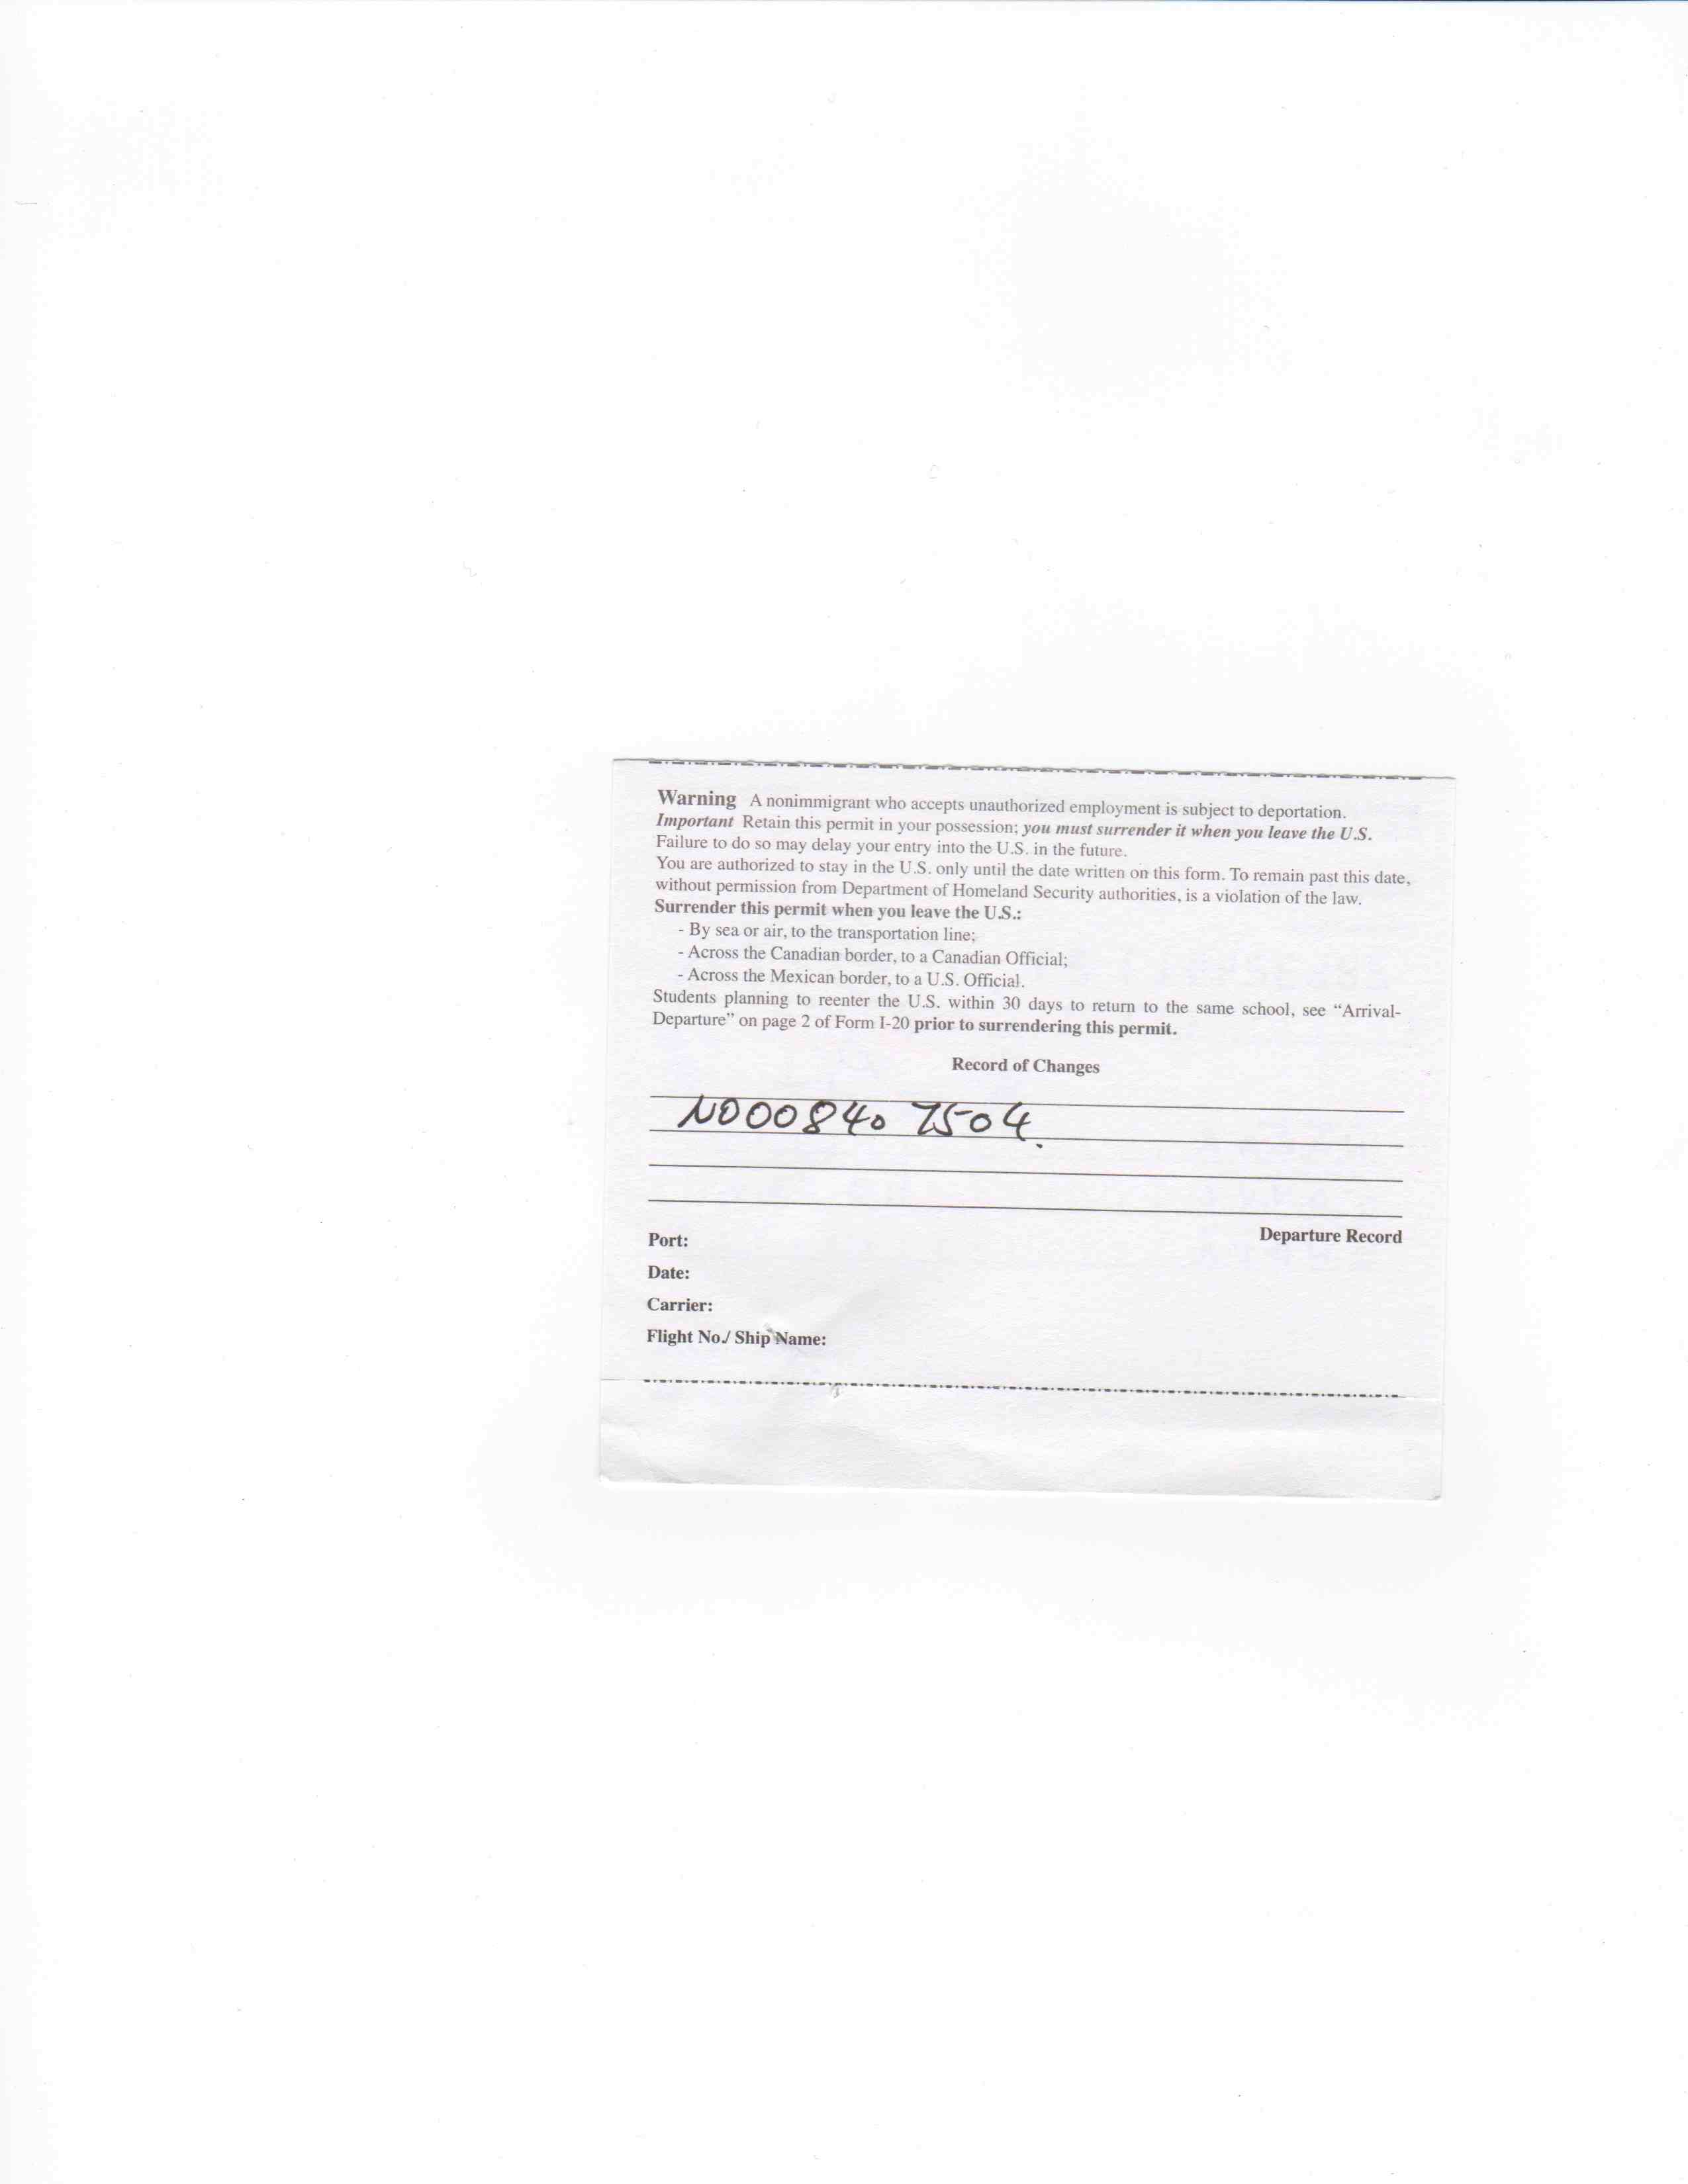 Warning A nonimmigrant who accepts unauthorized employment is subject to deportation.
Important Retain this permit in your possession; you must surrender it when you leave the U.S.
Failure to do so may delay your entry into the U.S. in the future.
You are authorized to stay in the U.S. only until the date written on this form. To remain past this date,
without permission from Department of Homeland Security authorities, is a violation of the law.
Surrender this permit when you leave the U.S.:
- By sea or air, to the transportation line;
- Across the Canadian border, to a Canadian Official;
- Across the Mexican border, to a U.S. Official.
Students planning to reenter the U.S. within 30 days to return to the same school, see “Arrival-
Departure” on page 2 of Form I-20 prior to surrendering this permit.
Record of Changes
N000840 7504.
Departure Record
Port:
Date:
Carrier:
Flight No./ Ship Name: